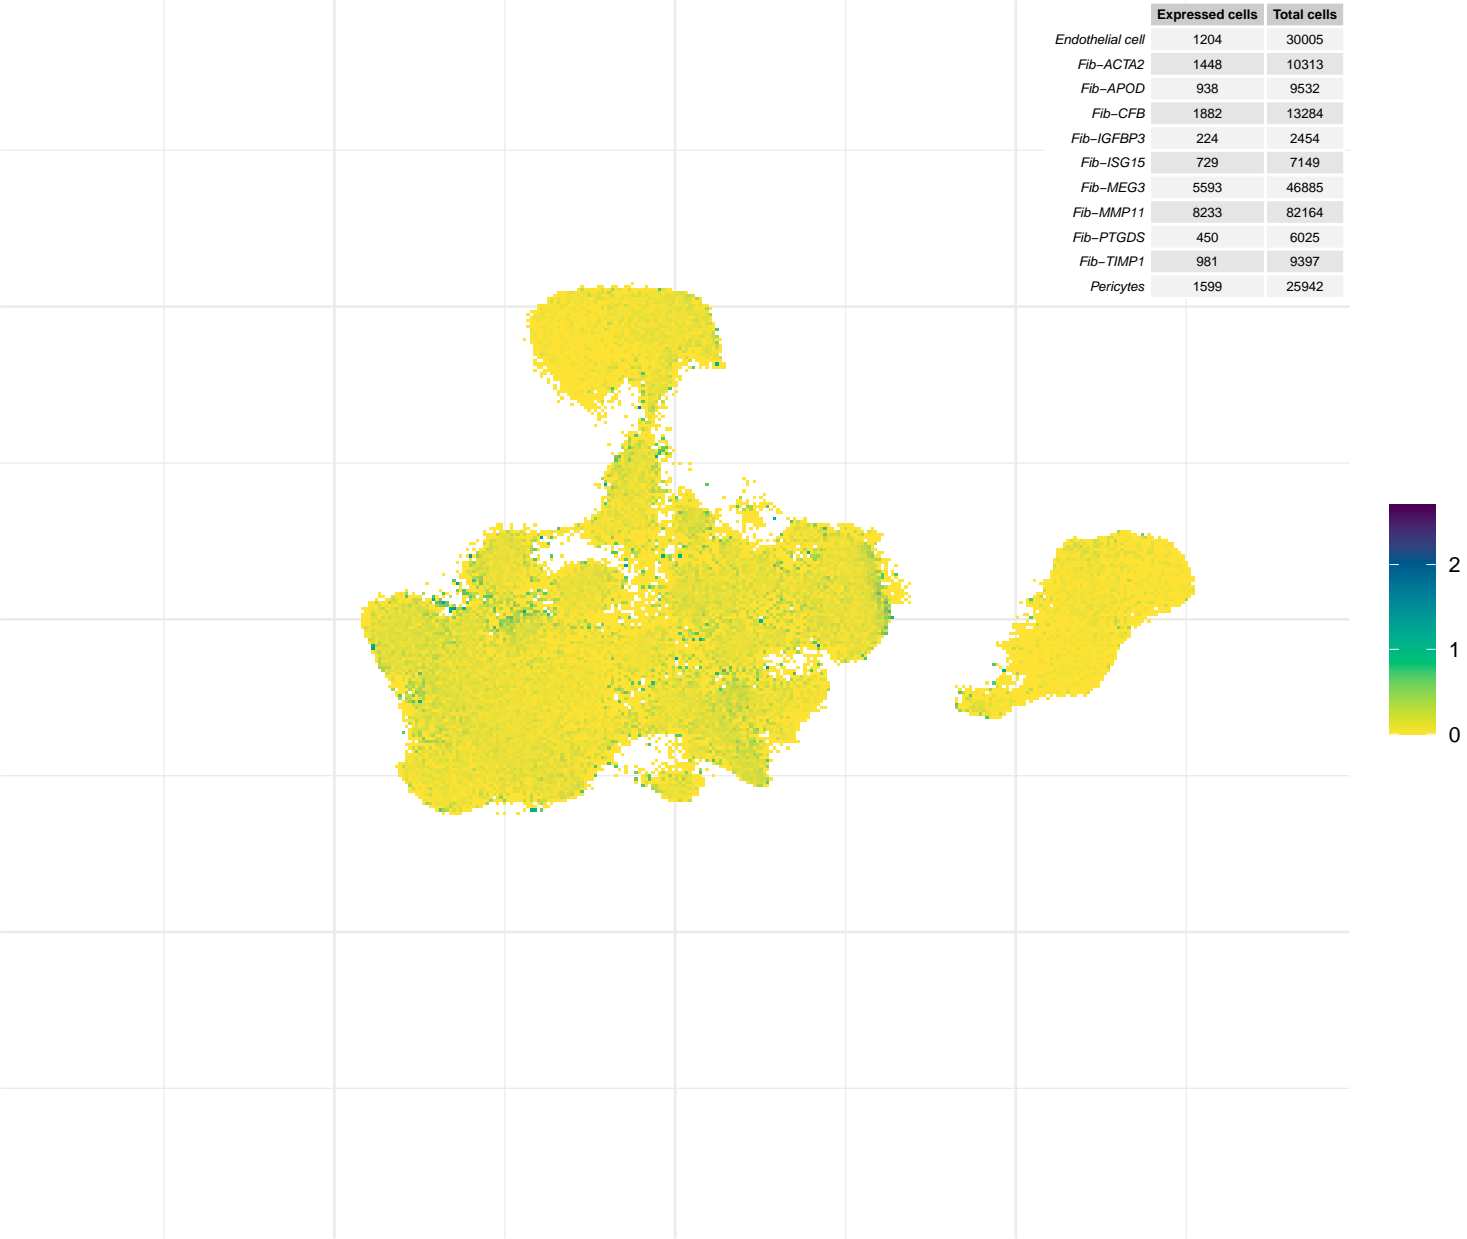 Expressed cells Total cells
Endothelial cell 1204 30005
Fib−ACTA2 1448 10313
Fib−APOD 938 9532
Fib−CFB 1882 13284
Fib−IGFBP3 224 2454
Fib−ISG15 729 7149
Fib−MEG3 5593 46885
Fib−MMP11 8233 82164
Fib−PTGDS 450 6025
Fib−TIMP1 981 9397
Pericytes 1599 25942
2
1
0